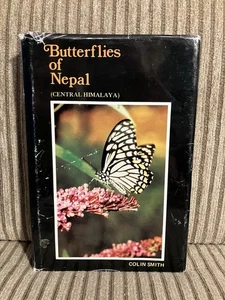 Butterflies
of
Nepal
(CENTRAL HIMALAYA)
COLIN SMITH